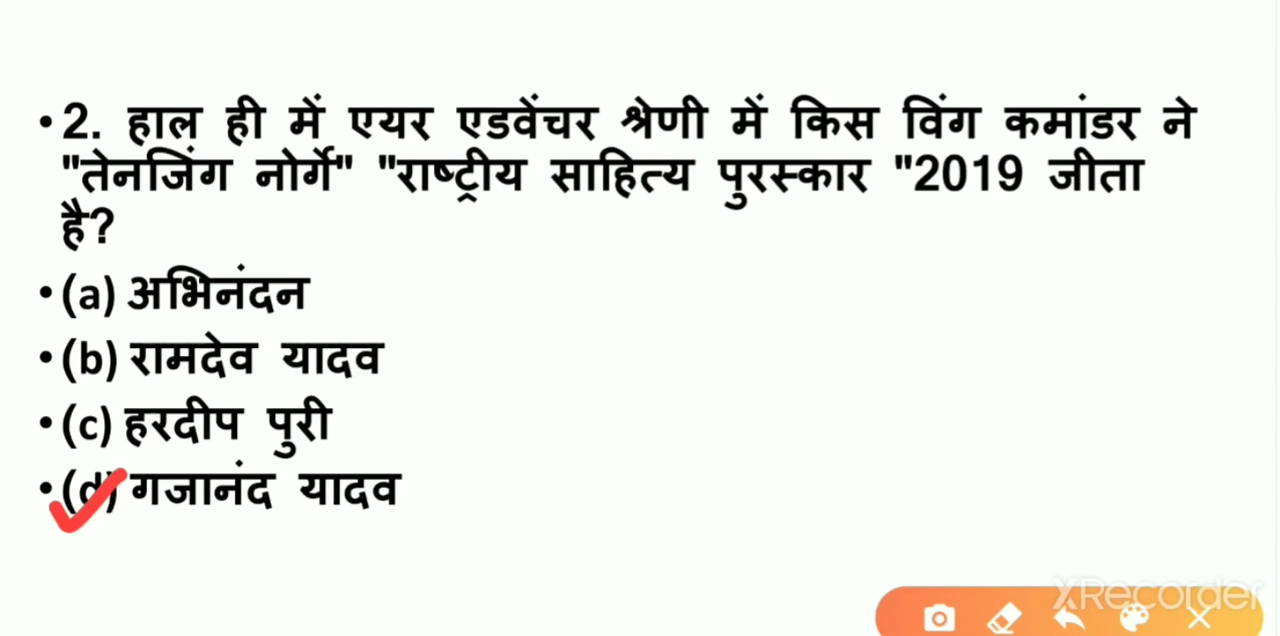 •2. हाल ही में एयर एडवेंचर श्रेणी में किस विंग कमांडर ने
"तेनजिंग नोर्गे" "राष्ट्रीय साहित्य पुरस्कार "2019 जीता
है?
•(a) अभिनंदन
•(b) रामदेव यादव
•(c) हरदीप पुरी
•(d) गजानंद यादव
XRecorder